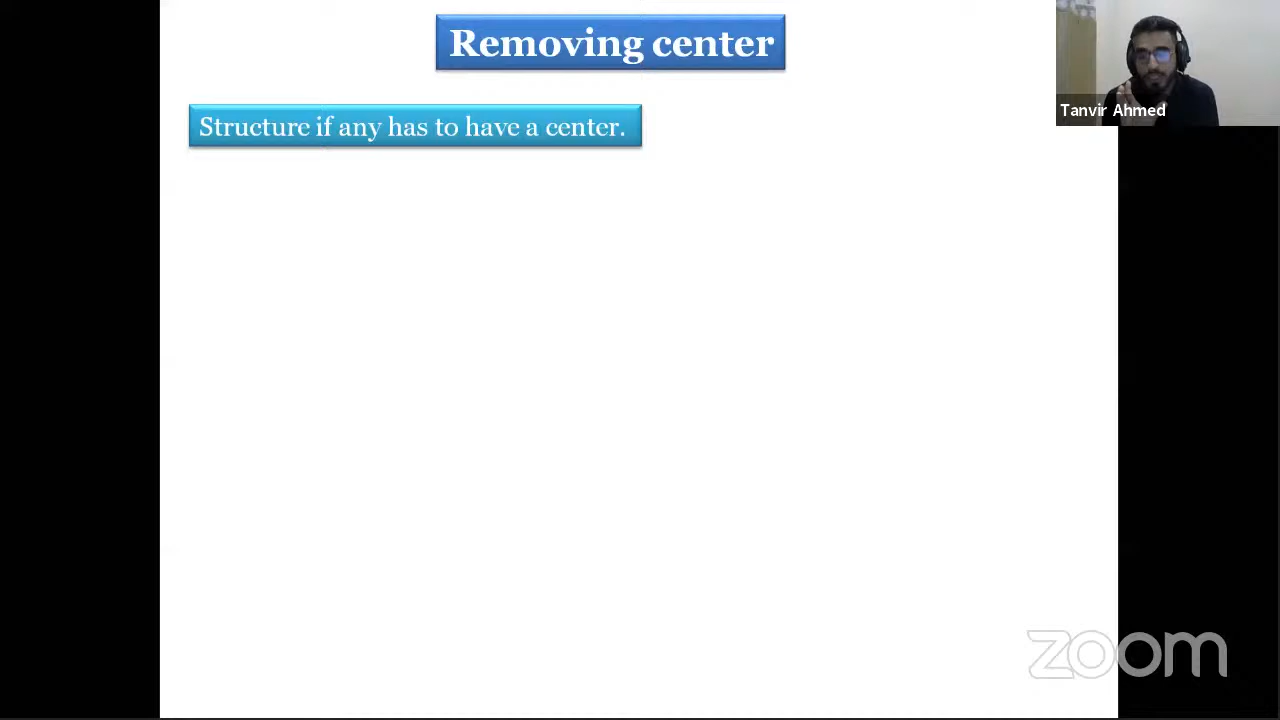 Removing center
Structure if any has to have a center.
Tanvir Ahmed
zoom